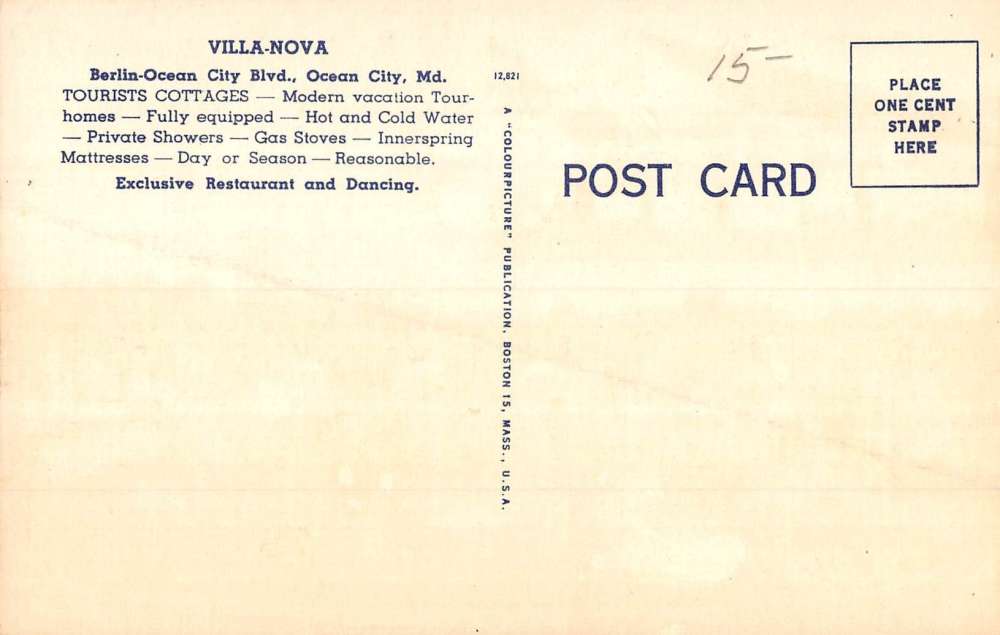 VILLA-NOVA
Berlin-Ocean City Blvd., Ocean City, Md.
TOURISTS COTTAGES — Modern vacation Tour-
homes — Fully equipped — Hot and Cold Water
— Private Showers — Gas Stoves — Innerspring
Mattresses — Day or Season — Reasonable.
Exclusive Restaurant and Dancing.
12,821
A "COLOURPICTURE" PUBLICATION, BOSTON 15, MASS., U.S.A.
15-
POST CARD
PLACE
ONE CENT
STAMP
HERE